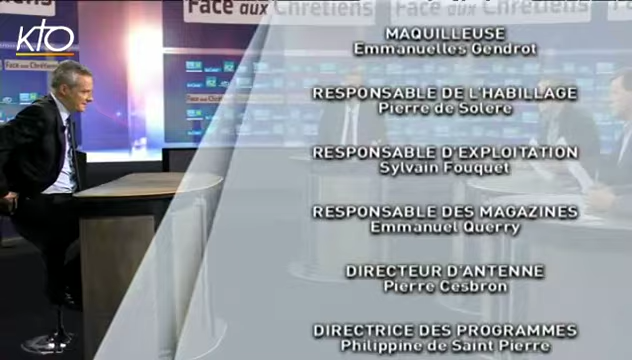 Face aux Chrétiens
KTO
Face aux Chrétiens
MAQUILLEUSE
Emmanuelles Gendrot
RESPONSABLE DE L'HABILLAGE
Pierre de Solère
RESPONSABLE D'EXPLOITATION
Sylvain Fouquet
RESPONSABLE DES MAGAZINES
Emmanuel Querry
DIRECTEUR D'ANTENNE
Pierre Cesbron
DIRECTRICE DES PROGRAMMES
Philippine de Saint Pierre